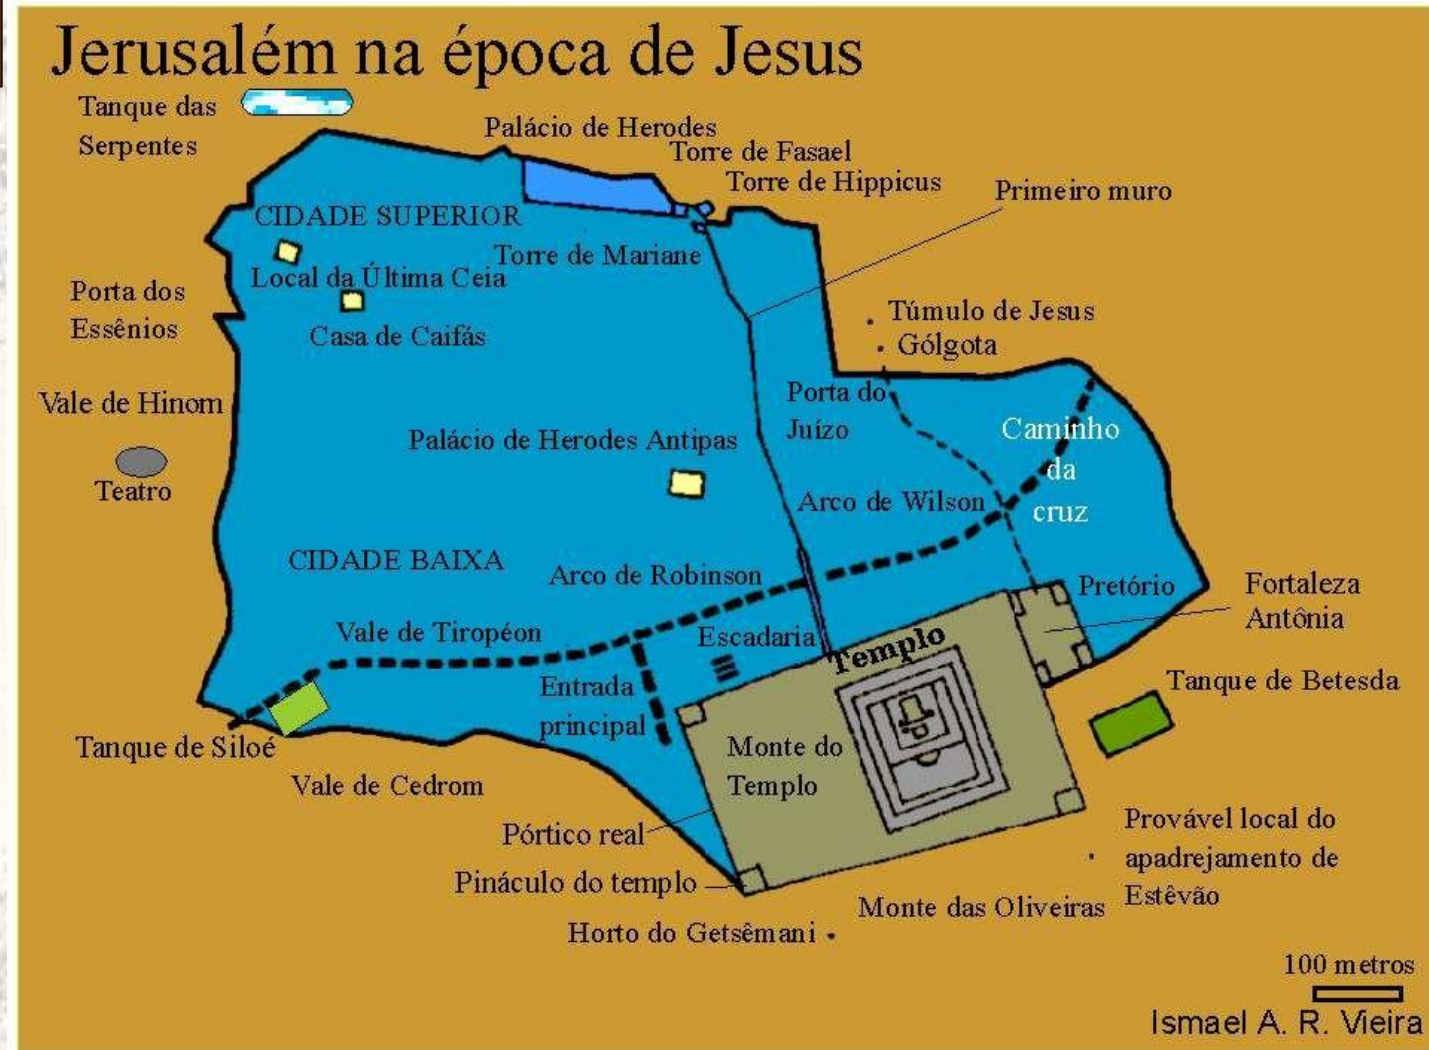 Jerusalém na época de Jesus
Tanque das
Serpentes
Palácio de Herodes
Torre de Fasael
Torre de Hippicus
Primeiro muro
CIDADE SUPERIOR
Torre de Mariane
Local da Última Ceia
Porta dos
Essênios
Casa de Caifás
Túmulo de Jesus
Gólgota
Vale de Hinom
Porta do
Juízo
Palácio de Herodes Antipas
Caminho
da
cruz
Teatro
Arco de Wilson
CIDADE BAIXA
Arco de Robinson
Pretório
Fortaleza
Antônia
Vale de Tiropéon
Escadaria
Templo
Entrada
principal
Tanque de Betesda
Tanque de Siloé
Monte do
Templo
Vale de Cedrom
Pórtico real
Provável local do
apadrejamento de
Estêvão
Pináculo do templo
Monte das Oliveiras
Horto do Getsêmani
100 metros
Ismael A. R. Vieira